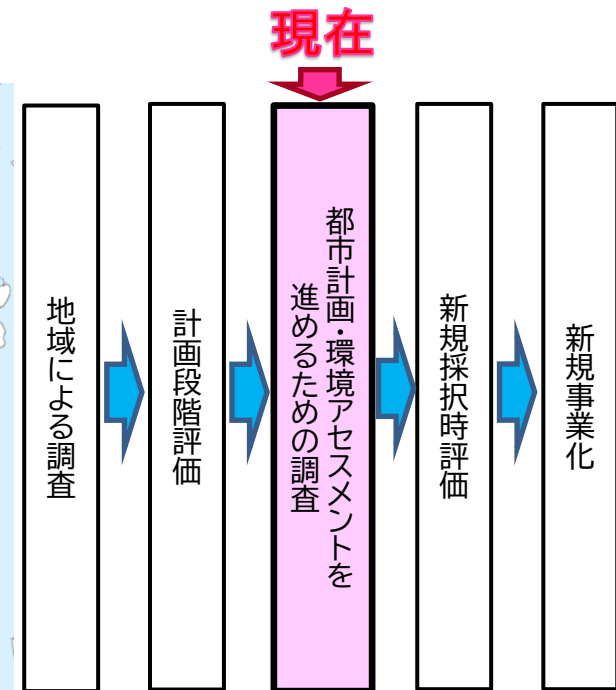 現在
地域による調査
計画段階評価
都市計画・環境アセスメントを
進めるための調査
新規採択時評価
新規事業化